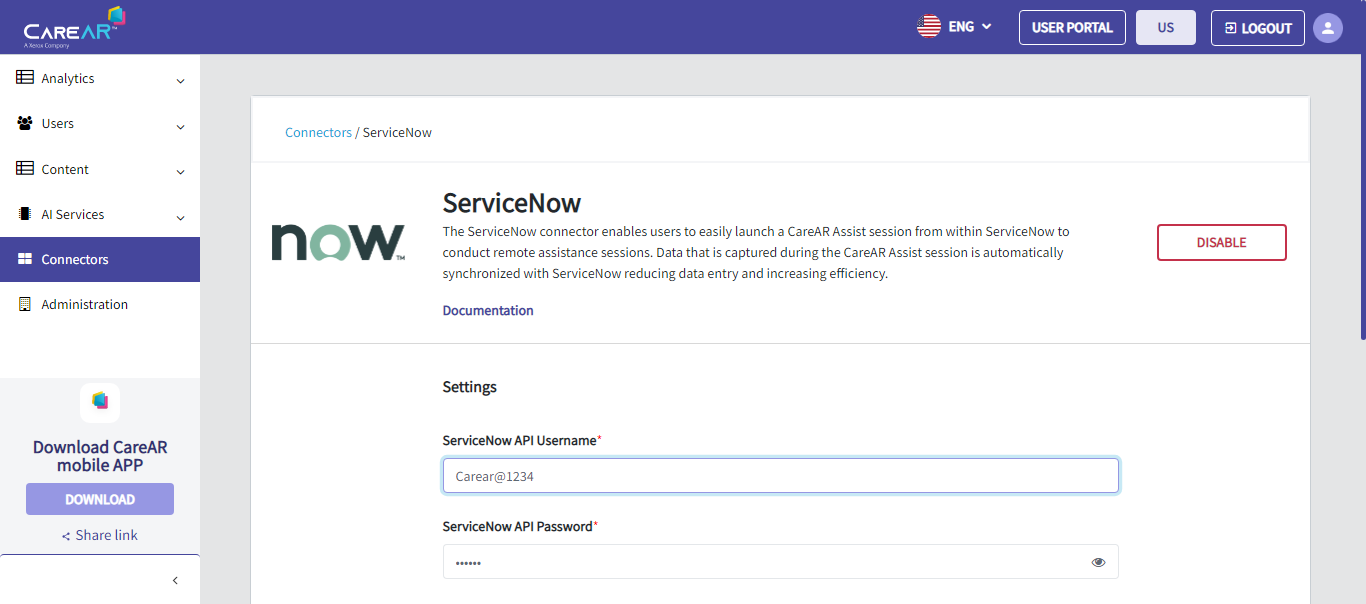 CAREAR™
A Xerox Company
ENG
USER PORTAL
US
LOGOUT
Analytics
Users
Content
AI Services
Connectors
Administration
Download CareAR
mobile APP
DOWNLOAD
Share link
Connectors / ServiceNow
now™
ServiceNow
The ServiceNow connector enables users to easily launch a CareAR Assist session from within ServiceNow to
conduct remote assistance sessions. Data that is captured during the CareAR Assist session is automatically
synchronized with ServiceNow reducing data entry and increasing efficiency.
Documentation
DISABLE
Settings
ServiceNow API Username*
Carear@1234
ServiceNow API Password*
••••••